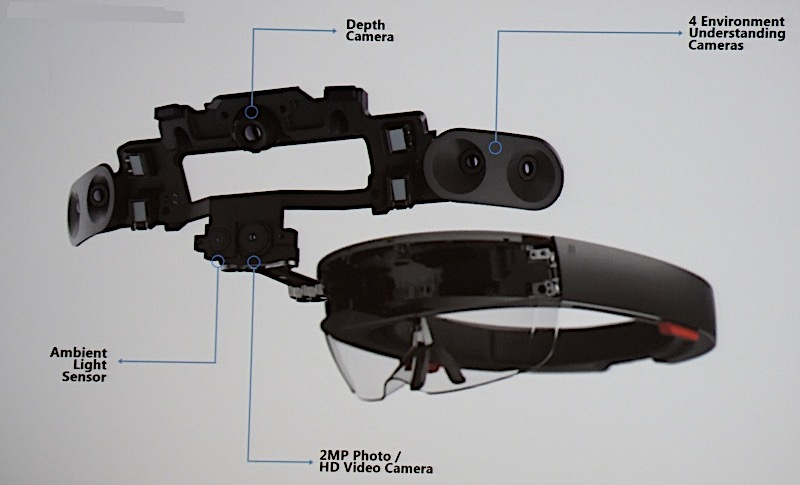 Depth
Camera
4 Environment
Understanding
Cameras
Ambient
Light
Sensor
2MP Photo /
HD Video Camera